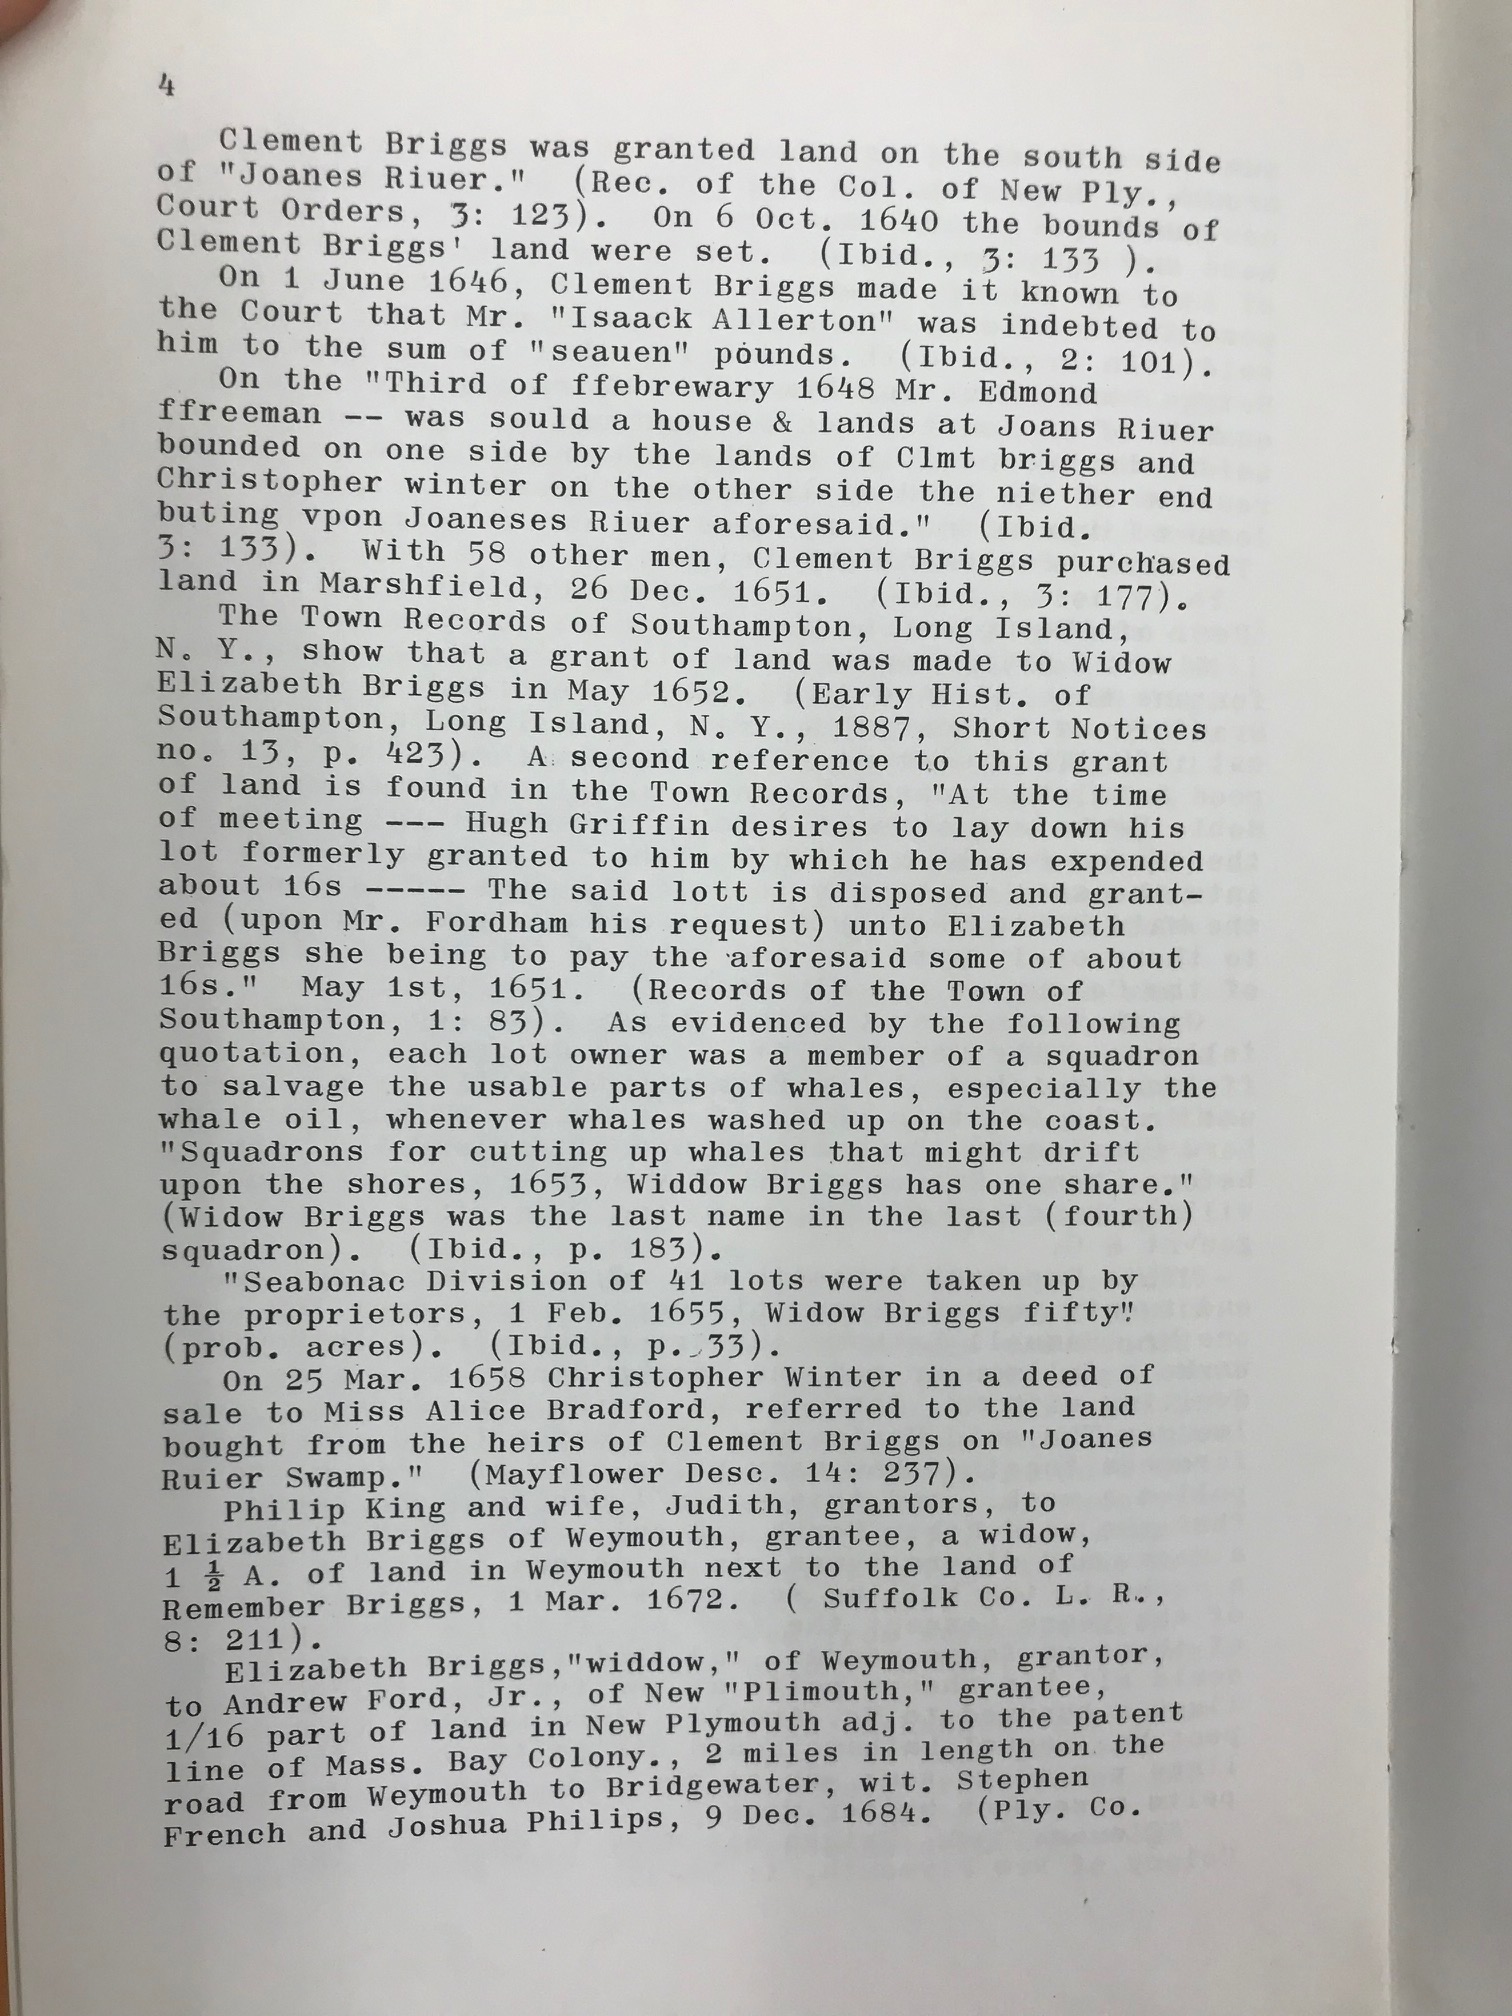 4
Clement Briggs was granted land on the south side
of "Joanes Riuer." (Rec. of the Col. of New Ply.,
Court Orders, 3: 123). On 6 Oct. 1640 the bounds of
Clement Briggs' land were set. (Ibid., 3: 133 ).
On 1 June 1646, Clement Briggs made it known to
the Court that Mr. "Isaack Allerton" was indebted to
him to the sum of "seauen" pounds. (Ibid., 2: 101).
On the "Third of ffebrewary 1648 Mr. Edmond
ffreeman -- was sould a house & lands at Joans Riuer
bounded on one side by the lands of Clmt briggs and
Christopher winter on the other side the niether end
buting vpon Joaneses Riuer aforesaid." (Ibid.
3: 133). With 58 other men, Clement Briggs purchased
land in Marshfield, 26 Dec. 1651. (Ibid., 3: 177).
The Town Records of Southampton, Long Island,
N. Y., show that a grant of land was made to Widow
Elizabeth Briggs in May 1652. (Early Hist. of
Southampton, Long Island, N. Y., 1887, Short Notices
no. 13, p. 423). A second reference to this grant
of land is found in the Town Records, "At the time
of meeting --- Hugh Griffin desires to lay down his
lot formerly granted to him by which he has expended
about 16s ----- The said lott is disposed and grant-
ed (upon Mr. Fordham his request) unto Elizabeth
Briggs she being to pay the aforesaid some of about
16s." May 1st, 1651. (Records of the Town of
Southampton, 1: 83). As evidenced by the following
quotation, each lot owner was a member of a squadron
to salvage the usable parts of whales, especially the
whale oil, whenever whales washed up on the coast.
"Squadrons for cutting up whales that might drift
upon the shores, 1653, Widdow Briggs has one share."
(Widow Briggs was the last name in the last (fourth)
squadron). (Ibid., p. 183).
"Seabonac Division of 41 lots were taken up by
the proprietors, 1 Feb. 1655, Widow Briggs fifty"
(prob. acres). (Ibid., p. 33).
On 25 Mar. 1658 Christopher Winter in a deed of
sale to Miss Alice Bradford, referred to the land
bought from the heirs of Clement Briggs on "Joanes
Ruier Swamp." (Mayflower Desc. 14: 237).
Philip King and wife, Judith, grantors, to
Elizabeth Briggs of Weymouth, grantee, a widow,
1 ½ A. of land in Weymouth next to the land of
Remember Briggs, 1 Mar. 1672. ( Suffolk Co. L. R.,
8: 211).
Elizabeth Briggs,"widdow," of Weymouth, grantor,
to Andrew Ford, Jr., of New "Plimouth," grantee,
1/16 part of land in New Plymouth adj. to the patent
line of Mass. Bay Colony., 2 miles in length on the
road from Weymouth to Bridgewater, wit. Stephen
French and Joshua Philips, 9 Dec. 1684. (Ply. Co.